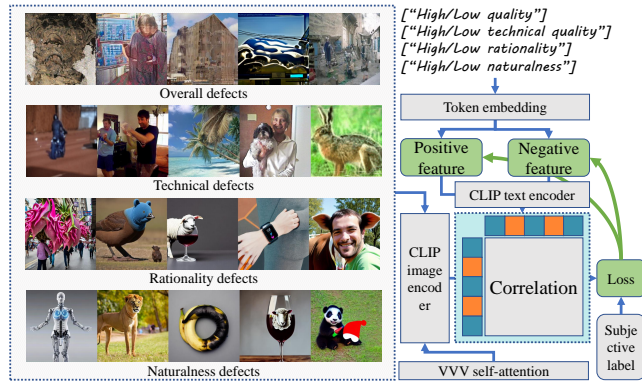 ["High/Low quality"]
["High/Low technical quality"]
["High/Low rationality"]
["High/Low naturalness"]
Overall defects
Technical defects
Rationality defects
Naturalness defects
Token embedding
Positive
feature
Negative
feature
CLIP text encoder
CLIP
image
encod
er
Correlation
Loss
Subje
ctive
label
VVV self-attention